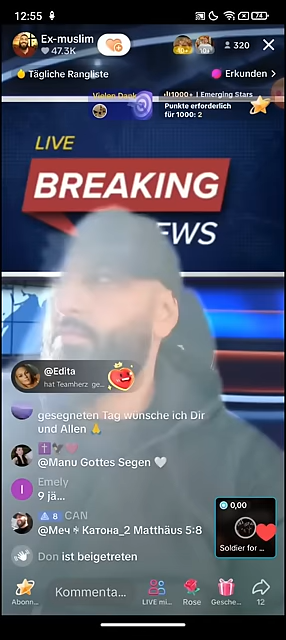 12:55
74
Ex-muslim
47.3K
10+
320
Tägliche Rangliste
Erkunden >
Vielen Dank
1000+ | Emerging Stars
Punkte erforderlich
für 1000: 2
LIVE
BREAKING
NEWS
@Edita
hat Teamherz ge...
gesegneten Tag wünsche ich Dir
und Allen 🙏
@Manu Gottes Segen 🤍
I
Emely
9 jä...
8 CAN
@Меч Катона_2 Matthäus 5:8
0,00
Soldier for ...
Don ist beigetreten
Abonn...
Kommenta...
LIVE mi...
Rose
Gesche...
12